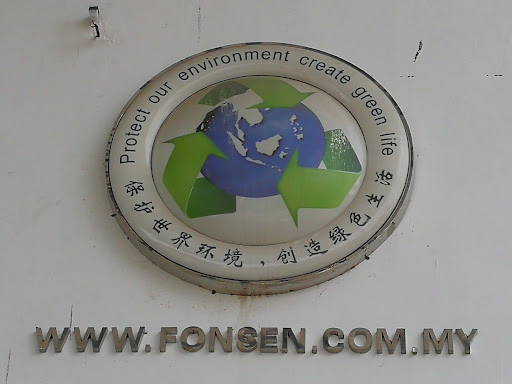 Protect our environment create green life
救护世界环境，创造绿色生活
WWW.FONSEN.COM.MY